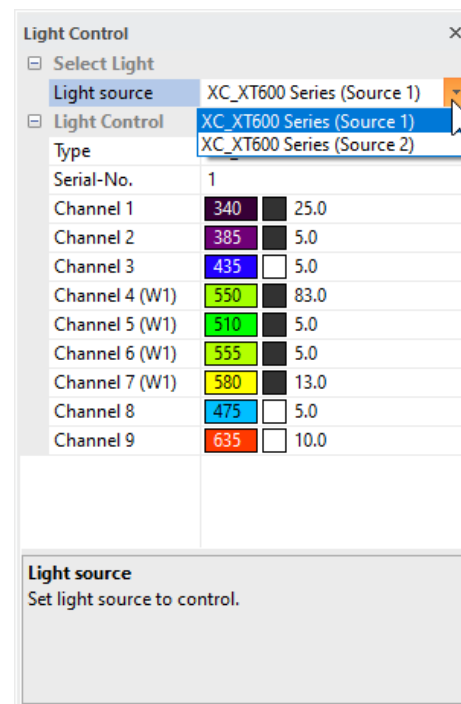 Light Control
Select Light
Light source XC_XT600 Series (Source 1)
Light Control XC_XT600 Series (Source 1)
XC_XT600 Series (Source 2)
Type
Serial-No. 1
Channel 1 340 25.0
Channel 2 385 5.0
Channel 3 435 5.0
Channel 4 (W1) 550 83.0
Channel 5 (W1) 510 5.0
Channel 6 (W1) 555 5.0
Channel 7 (W1) 580 13.0
Channel 8 475 5.0
Channel 9 635 10.0
Light source
Set light source to control.